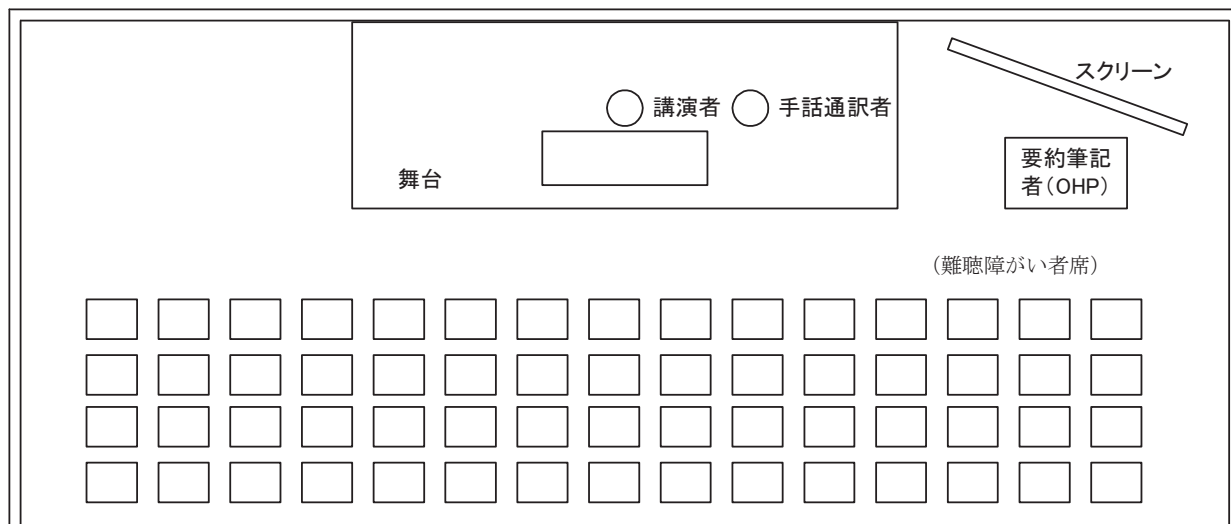 スクリーン
講演者
手話通訳者
要約筆記
者（OHP）
舞台
（難聴障がい者席）